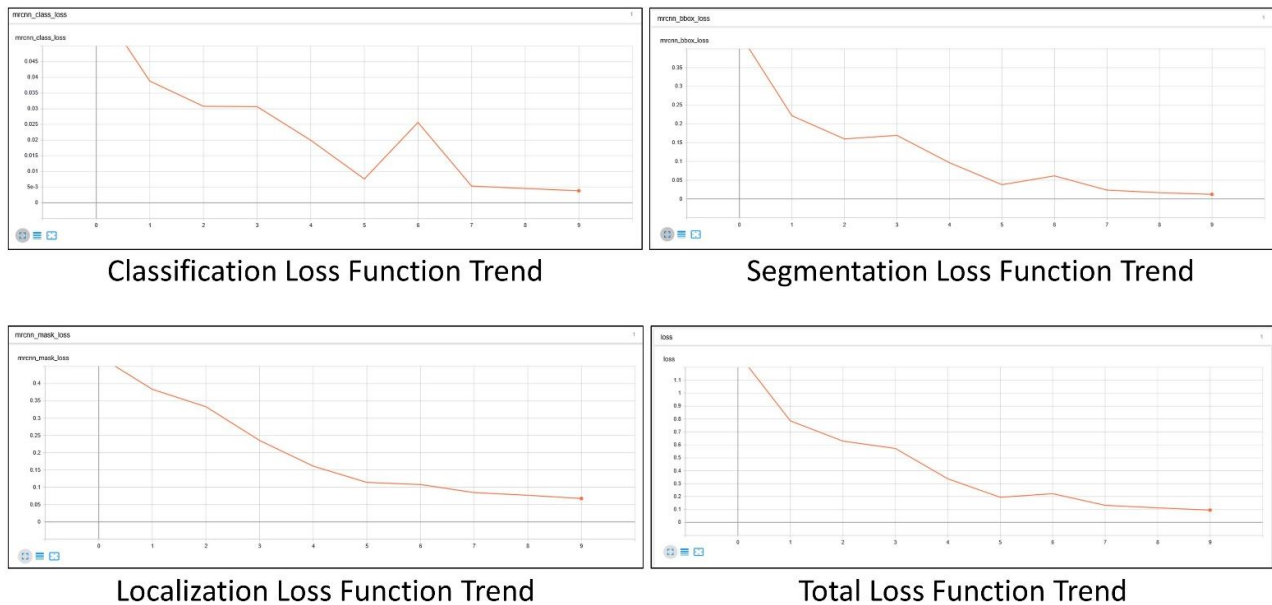 mrcnn_class_loss 1
mrcnn_class_loss
0.045
0.04
0.035
0.03
0.025
0.02
0.015
0.01
5e-3
0
0 1 2 3 4 5 6 7 8 9
Classification Loss Function Trend
mrcnn_bbox_loss 1
mrcnn_bbox_loss
0.35
0.3
0.25
0.2
0.15
0.1
0.05
0
0 1 2 3 4 5 6 7 8 9
Segmentation Loss Function Trend
mrcnn_mask_loss 1
mrcnn_mask_loss
0.4
0.35
0.3
0.25
0.2
0.15
0.1
0.05
0
0 1 2 3 4 5 6 7 8 9
Localization Loss Function Trend
loss 1
loss
1.1
1
0.9
0.8
0.7
0.6
0.5
0.4
0.3
0.2
0.1
0
0 1 2 3 4 5 6 7 8 9
Total Loss Function Trend